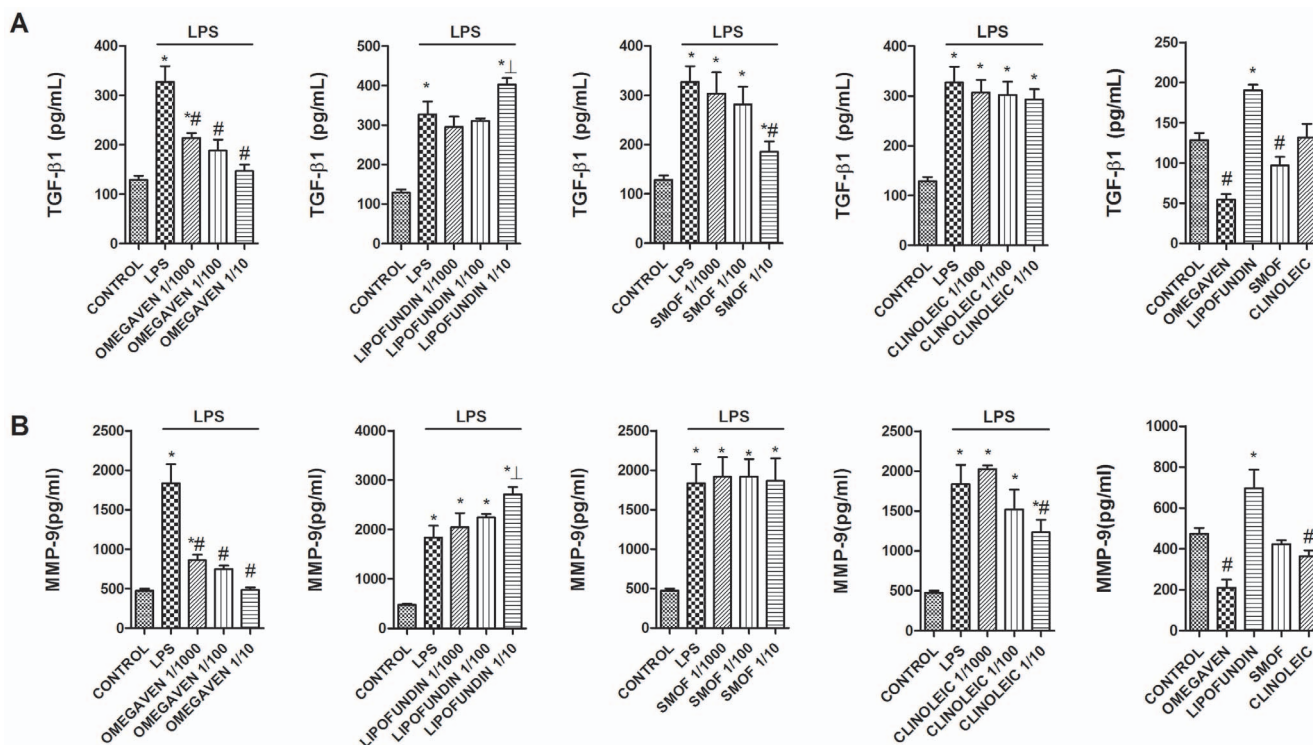 A
LPS
TGF-β1 (pg/mL)
400
300
200
100
0
*
*#
#
#
CONTROL
LPS
OMEGAVEN 1/1000
OMEGAVEN 1/100
OMEGAVEN 1/10
LPS
TGF-β1 (pg/mL)
500
400
300
200
100
0
*
*⊥
CONTROL
LPS
LIPOFUNDIN 1/1000
LIPOFUNDIN 1/100
LIPOFUNDIN 1/10
LPS
TGF-β1 (pg/mL)
400
300
200
100
0
*
*
*
*#
CONTROL
LPS
SMOF 1/1000
SMOF 1/100
SMOF 1/10
LPS
TGF-β1 (pg/mL)
400
300
200
100
0
*
*
*
*
CONTROL
LPS
CLINOLEIC 1/1000
CLINOLEIC 1/100
CLINOLEIC 1/10
TGF-β1 (pg/mL)
250
200
150
100
50
0
#
*
#
CONTROL
OMEGAVEN
LIPOFUNDIN
SMOF
CLINOLEIC
B
LPS
MMP-9(pg/ml)
2500
2000
1500
1000
500
0
*
*#
#
#
CONTROL
LPS
OMEGAVEN 1/1000
OMEGAVEN 1/100
OMEGAVEN 1/10
LPS
MMP-9(pg/ml)
4000
3000
2000
1000
0
*
*
*
*⊥
CONTROL
LPS
LIPOFUNDIN 1/1000
LIPOFUNDIN 1/100
LIPOFUNDIN 1/10
LPS
MMP-9(pg/ml)
2500
2000
1500
1000
500
0
*
*
*
*
CONTROL
LPS
SMOF 1/1000
SMOF 1/100
SMOF 1/10
LPS
MMP-9(pg/ml)
2500
2000
1500
1000
500
0
*
*
*
*#
CONTROL
LPS
CLINOLEIC 1/1000
CLINOLEIC 1/100
CLINOLEIC 1/10
MMP-9(pg/ml)
1000
800
600
400
200
0
#
*
#
CONTROL
OMEGAVEN
LIPOFUNDIN
SMOF
CLINOLEIC